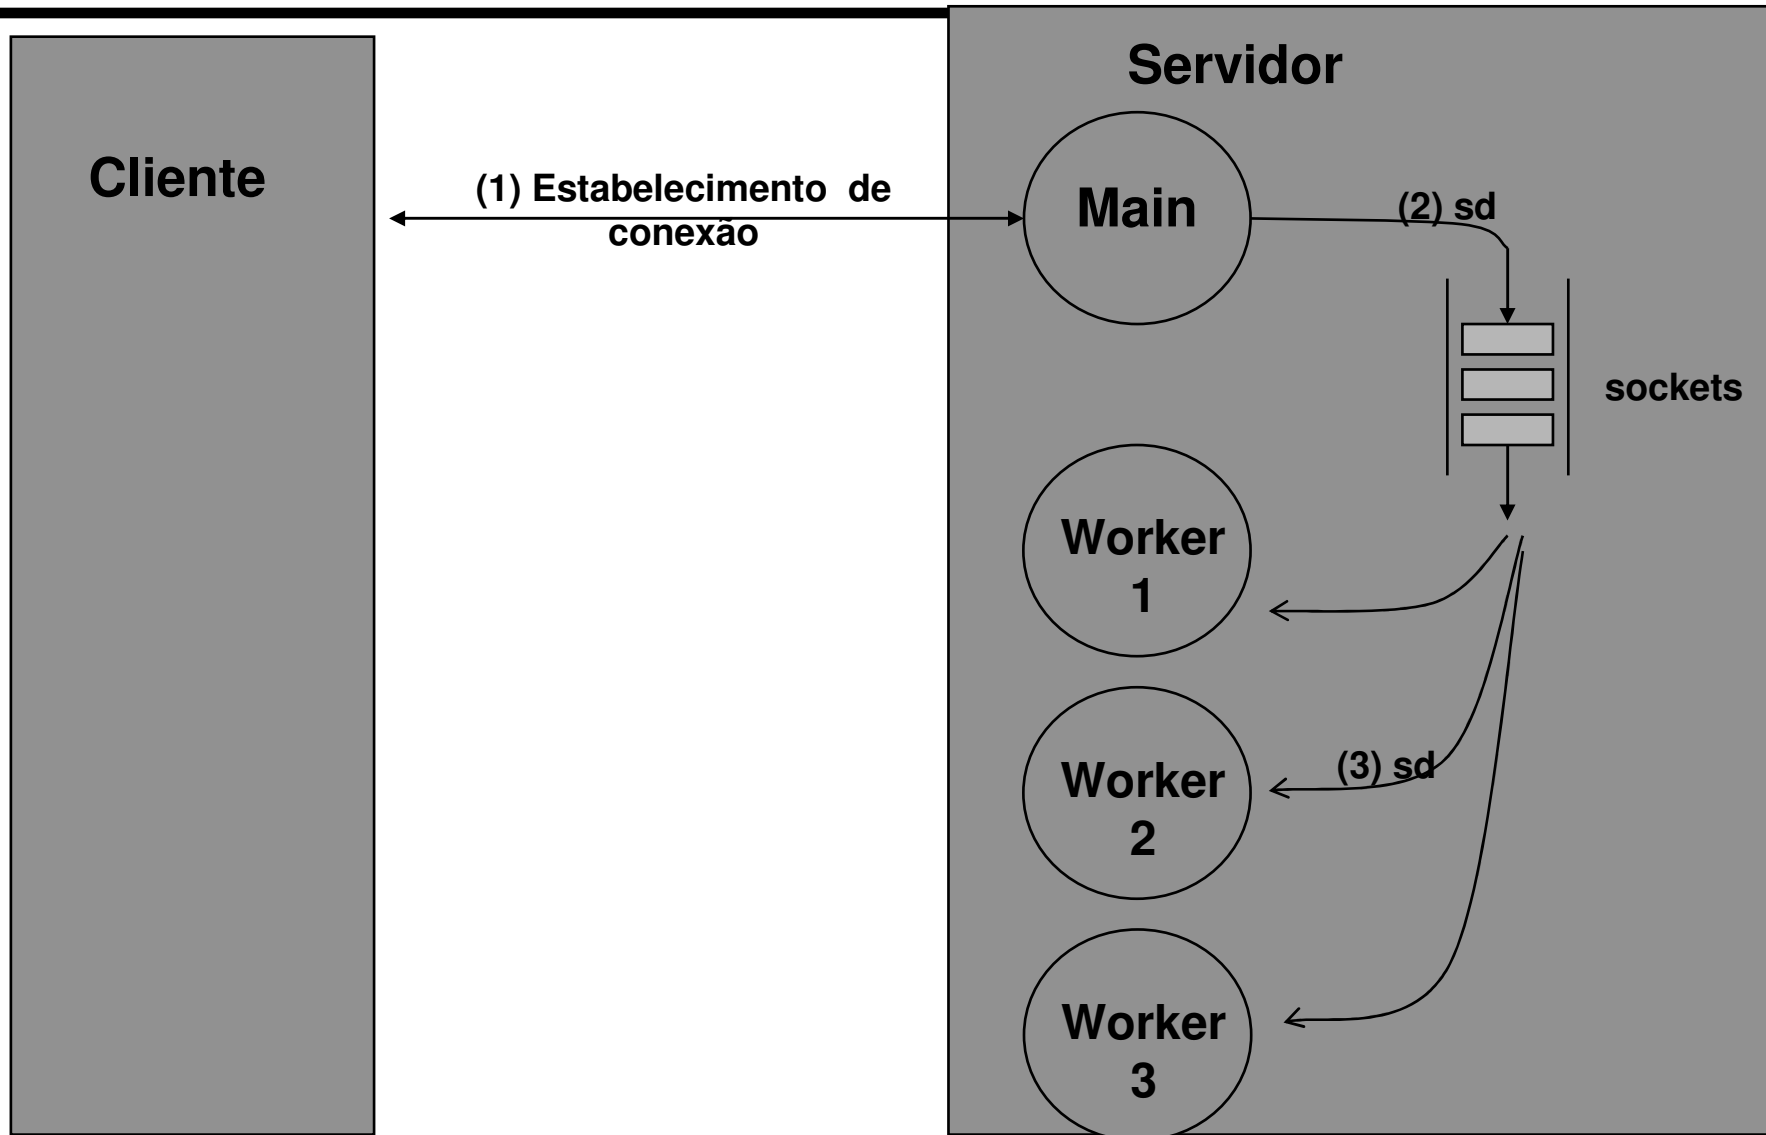 Servidor
Cliente
(1) Estabelecimento de
conexão
Main
(2) sd
sockets
Worker
1
Worker
2
(3) sd
Worker
3